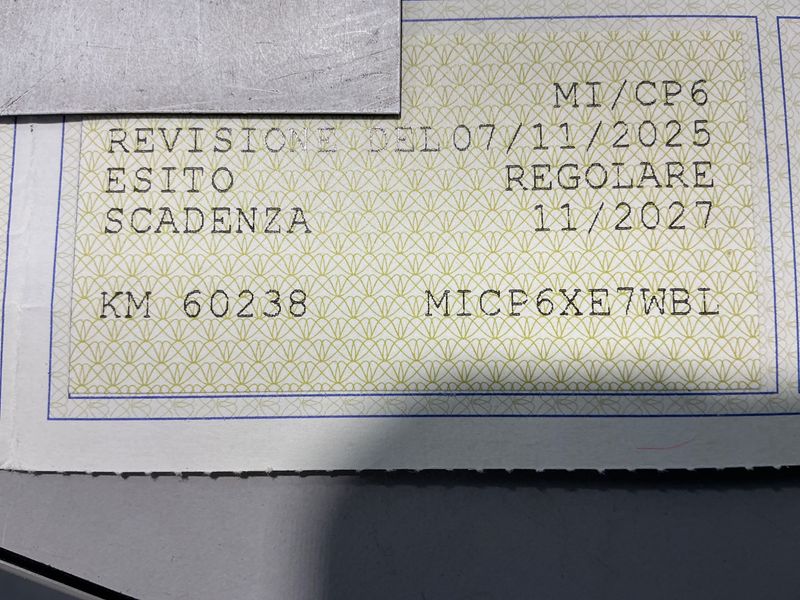 MI/CP6
REVISIONE DEL 07/11/2025
ESITO REGOLARE
SCADENZA 11/2027
KM 60238 MICP6XE7WBL